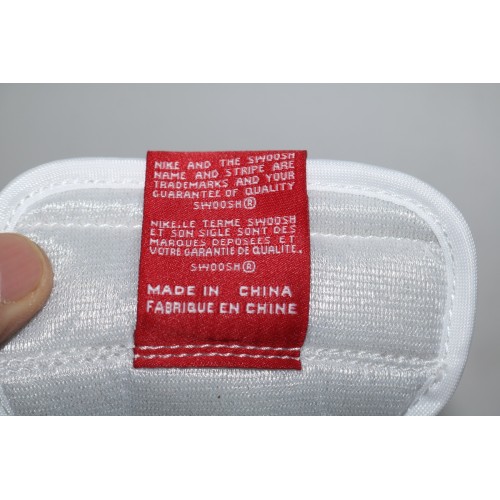 NIKE AND THE SWOOSH
NAME AND STRIPE ARE
TRADEMARKS AND YOUR
GUARANTEE OF QUALITY
SWOOSH®
NIKE,LE TERME SWOOSH
ET SON SIGLE SONT DES
MARQUES DEPOSEES ET
VOTRE GARANTIE DE QUALITE.
SWOOSH®
MADE IN CHINA
FABRIQUE EN CHINE